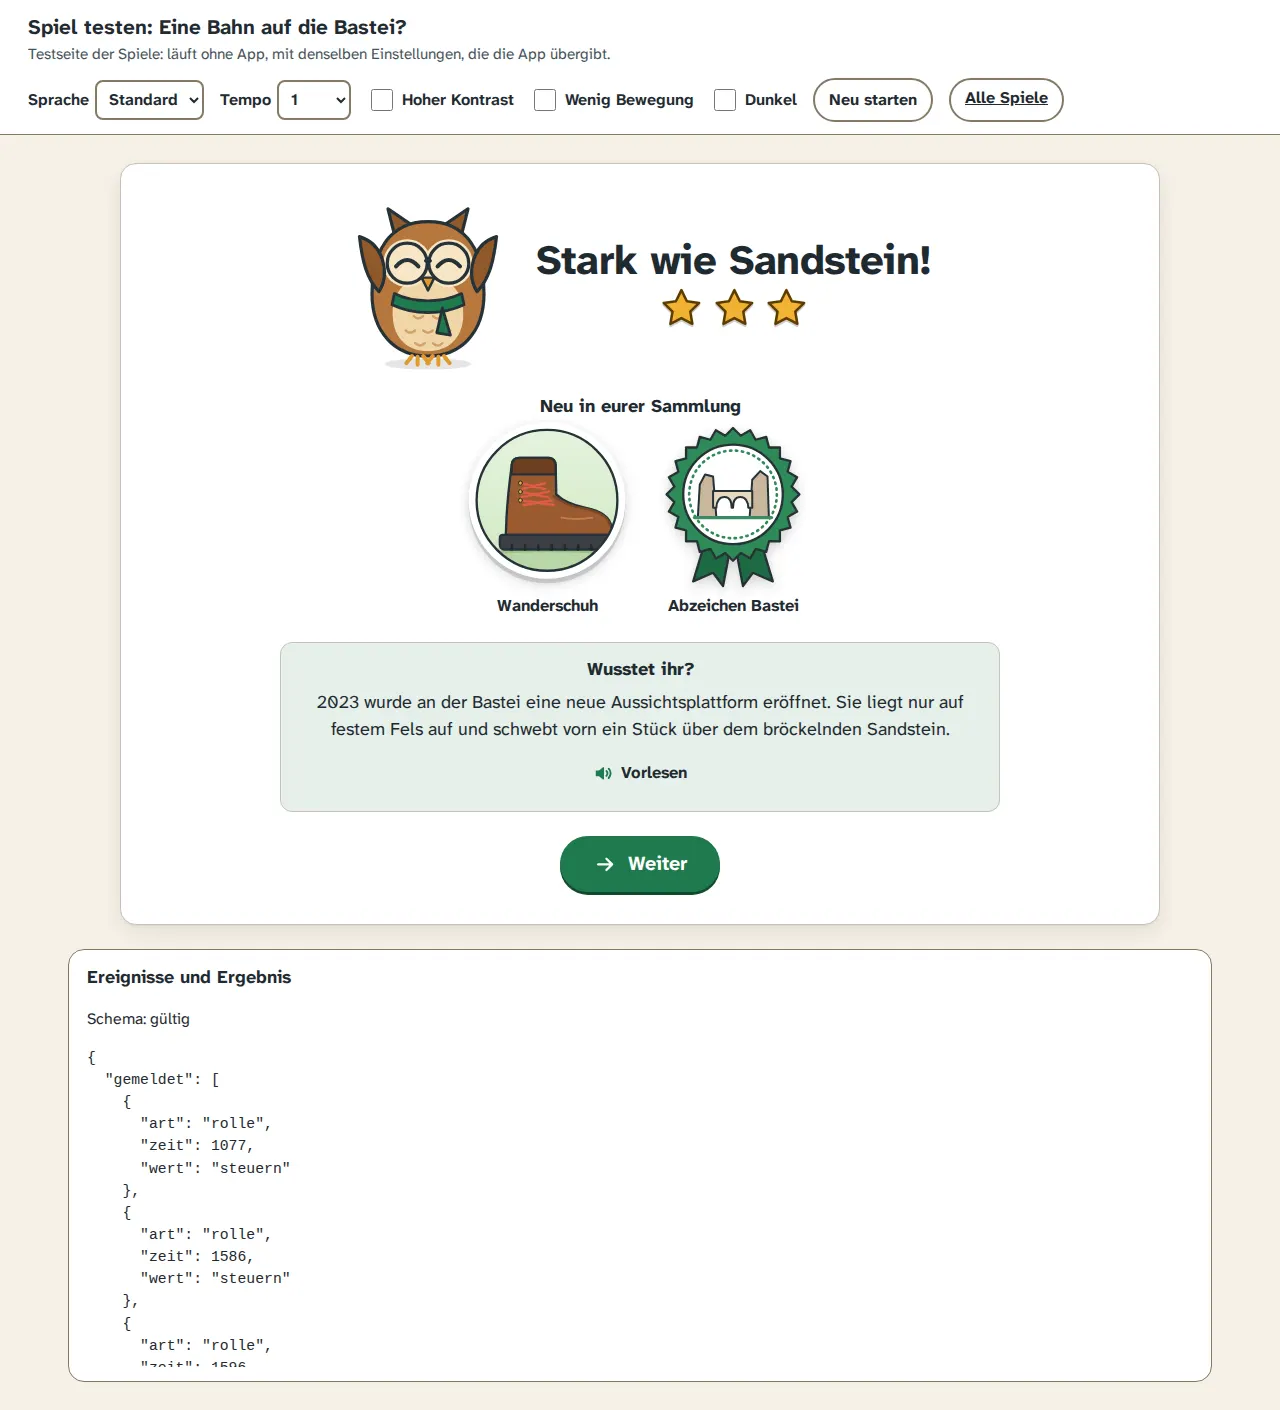 Spiel testen: Eine Bahn auf die Bastei?
Testseite der Spiele: läuft ohne App, mit denselben Einstellungen, die die App übergibt.
Sprache Standard Tempo 1 Hoher Kontrast Wenig Bewegung Dunkel Neu starten Alle Spiele
Stark wie Sandstein!
Neu in eurer Sammlung
Wanderschuh Abzeichen Bastei
Wusstet ihr?
2023 wurde an der Bastei eine neue Aussichtsplattform eröffnet. Sie liegt nur auf
festem Fels auf und schwebt vorn ein Stück über dem bröckelnden Sandstein.
Vorlesen
Weiter
Ereignisse und Ergebnis
Schema: gültig
{
  "gemeldet": [
    {
      "art": "rolle",
      "zeit": 1077,
      "wert": "steuern"
    },
    {
      "art": "rolle",
      "zeit": 1586,
      "wert": "steuern"
    },
    {
      "art": "rolle",
      "zeit": 1596